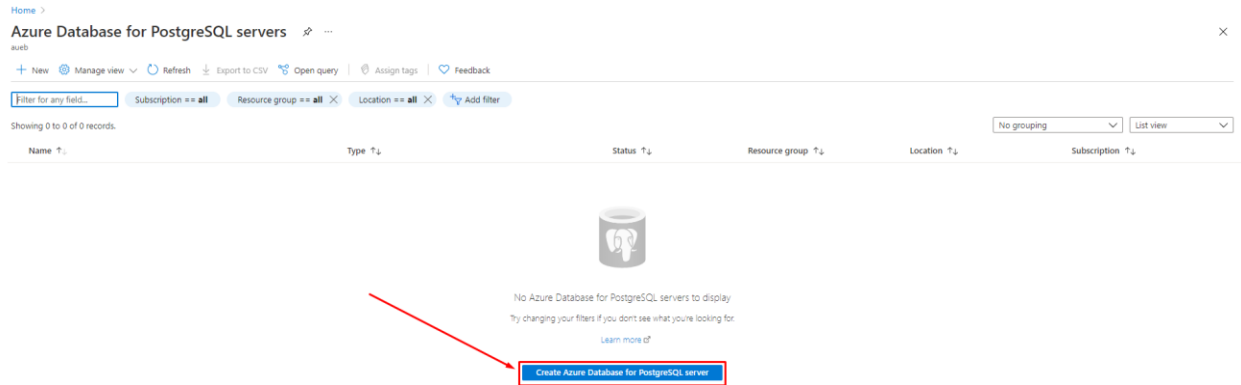 Home >
Azure Database for PostgreSQL servers
aueb
New Manage view Refresh Export to CSV Open query Assign tags Feedback
Filter for any field... Subscription == all Resource group == all Location == all Add filter
Showing 0 to 0 of 0 records. No grouping List view
Name Type Status Resource group Location Subscription
No Azure Database for PostgreSQL servers to display
Try changing your filters if you don't see what you're looking for.
Learn more
Create Azure Database for PostgreSQL server